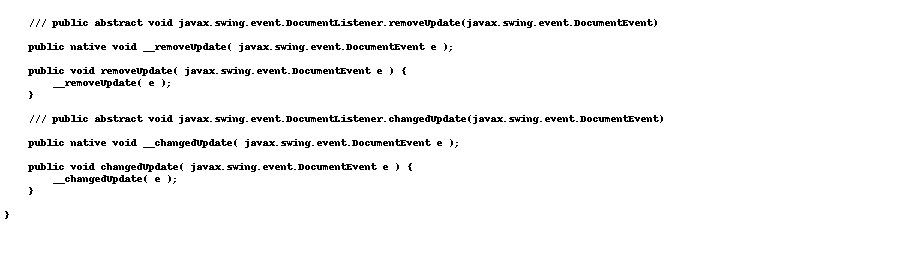 /// public abstract void javax.swing.event.DocumentListener.removeUpdate(javax.swing.event.DocumentEvent)
public native void __removeUpdate( javax.swing.event.DocumentEvent e );
public void removeUpdate( javax.swing.event.DocumentEvent e ) {
__removeUpdate( e );
}
/// public abstract void javax.swing.event.DocumentListener.changedUpdate(javax.swing.event.DocumentEvent)
public native void __changedUpdate( javax.swing.event.DocumentEvent e );
public void changedUpdate( javax.swing.event.DocumentEvent e ) {
__changedUpdate( e );
}
}